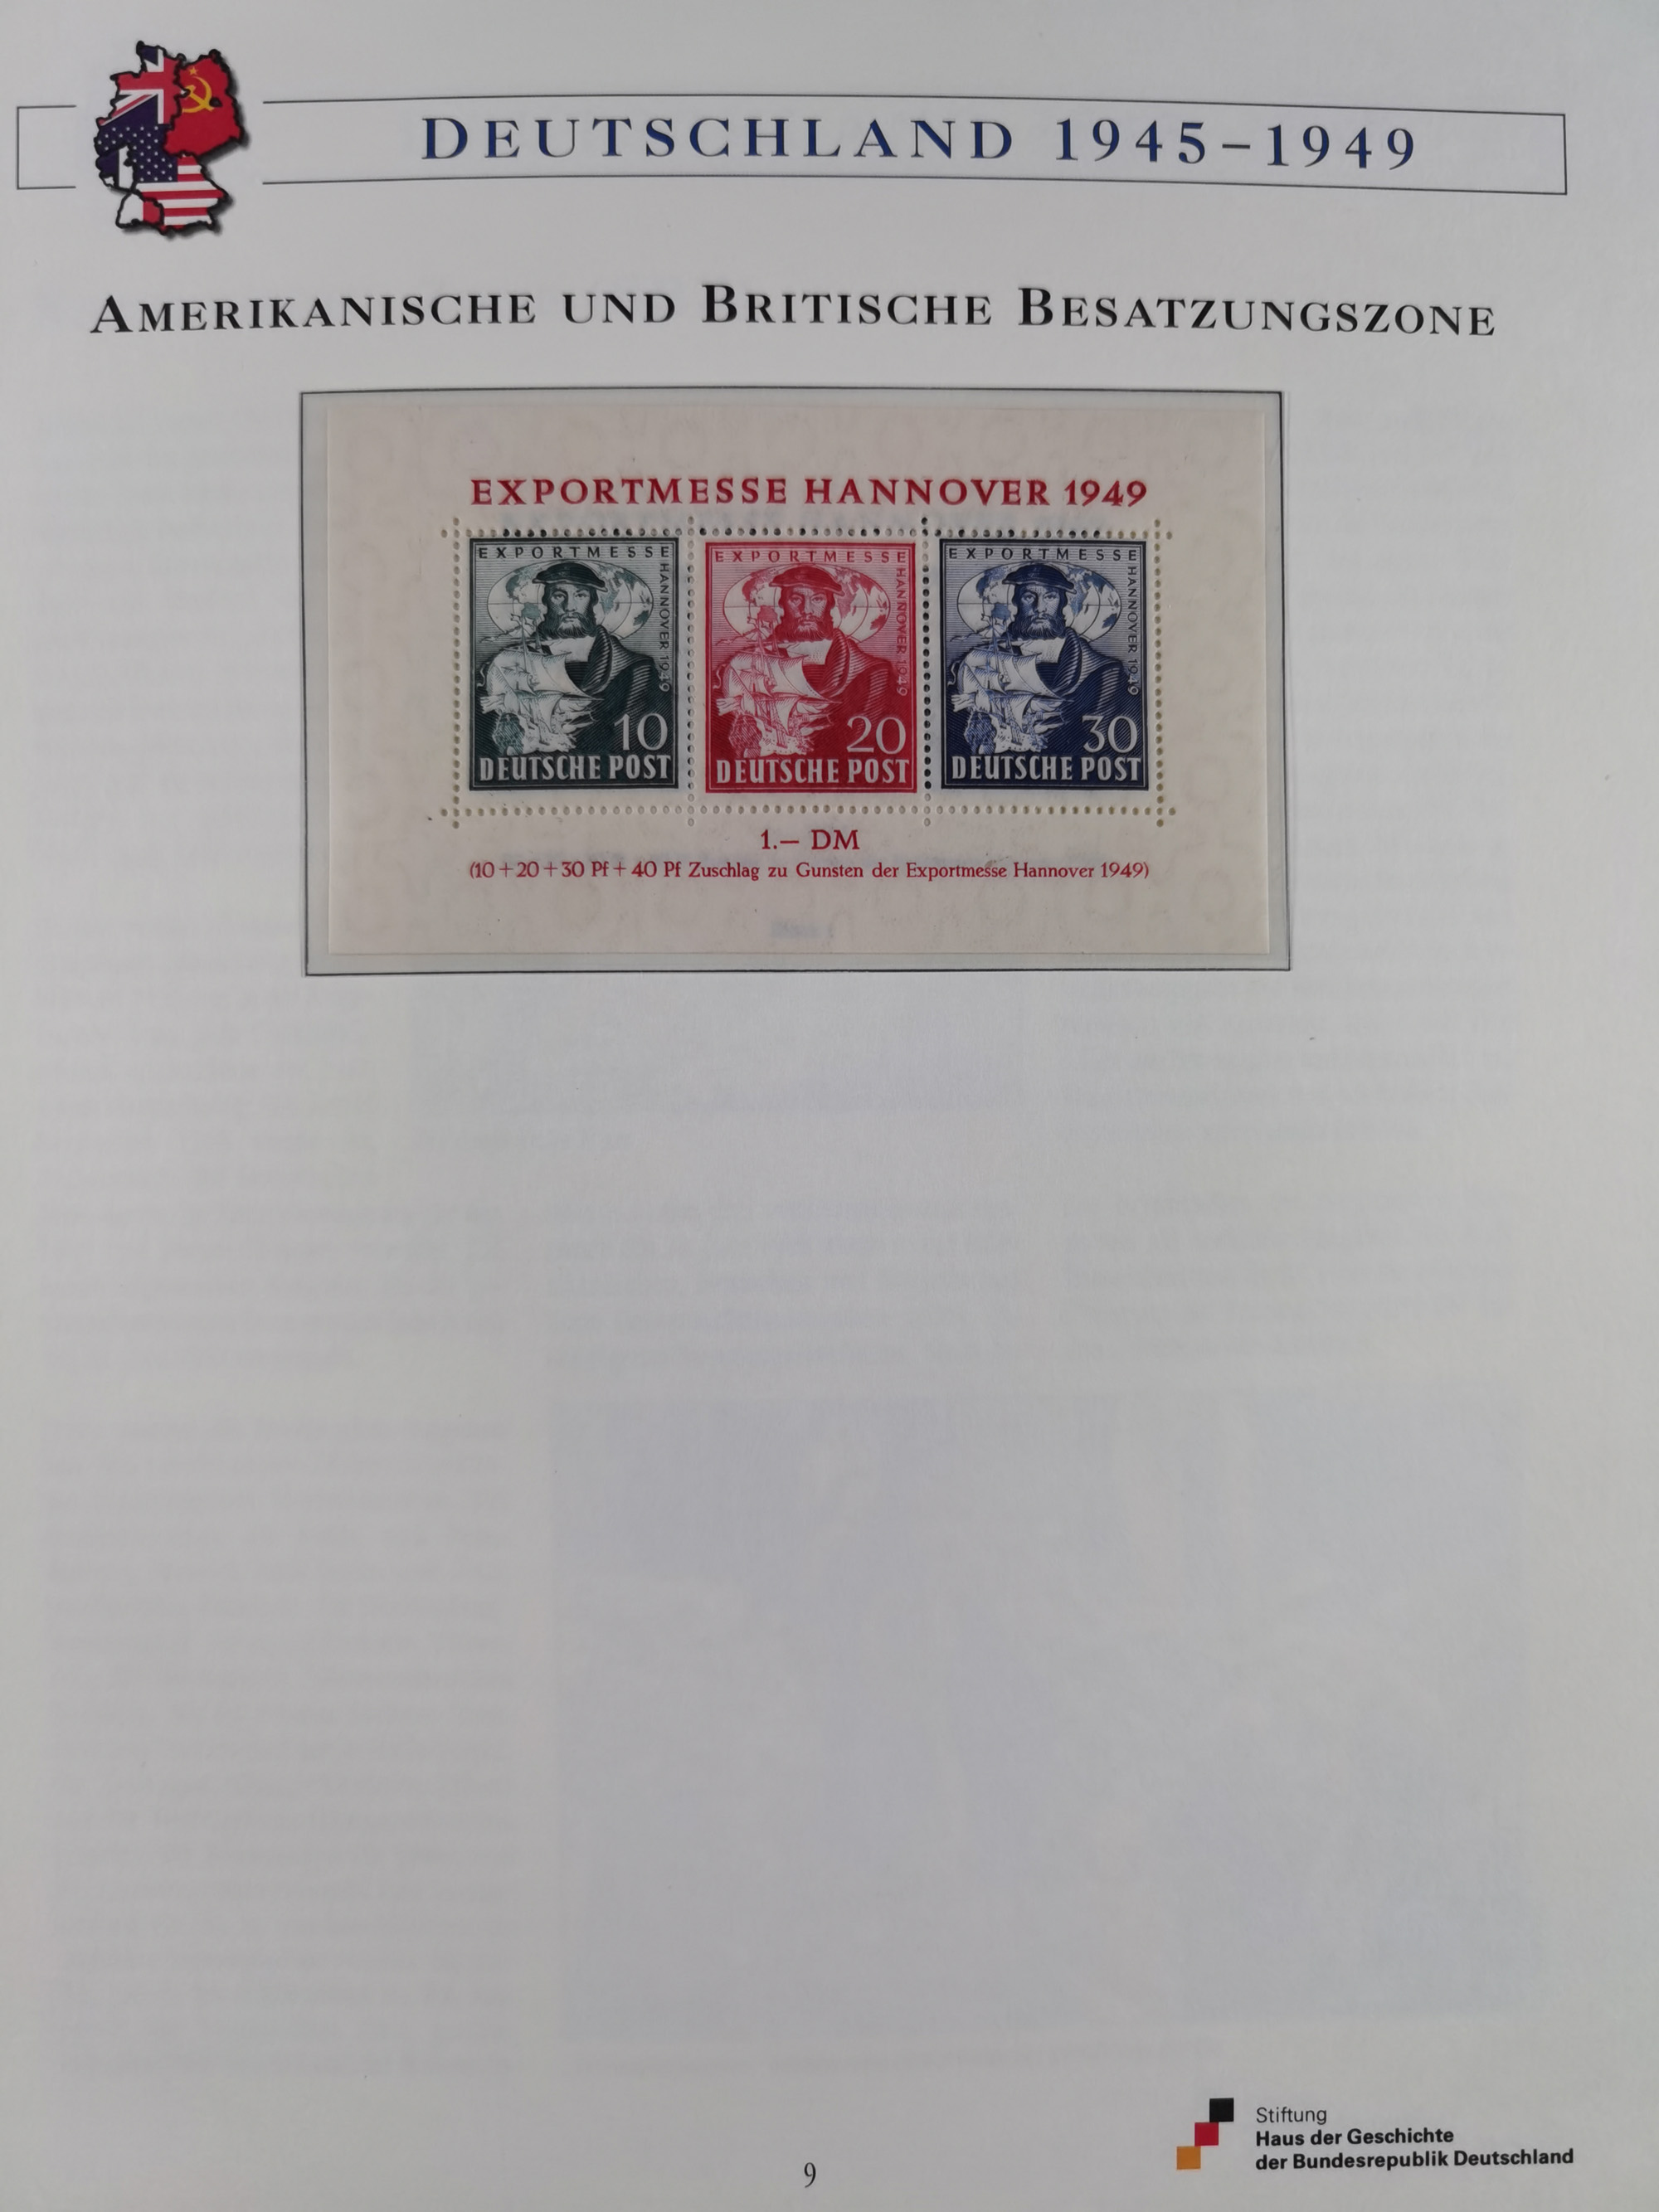 DEUTSCHLAND 1945–1949
AMERIKANISCHE UND BRITISCHE BESATZUNGSZONE
EXPORTMESSE HANNOVER 1949
EXPORTMESSE
HANNOVER 1949
10
DEUTSCHE POST
EXPORTMESSE
HANNOVER 1949
20
DEUTSCHE POST
EXPORTMESSE
HANNOVER 1949
30
DEUTSCHE POST
1.— DM
(10+20+30 Pf+40 Pf Zuschlag zu Gunsten der Exportmesse Hannover 1949)
Stiftung
Haus der Geschichte
der Bundesrepublik Deutschland
9